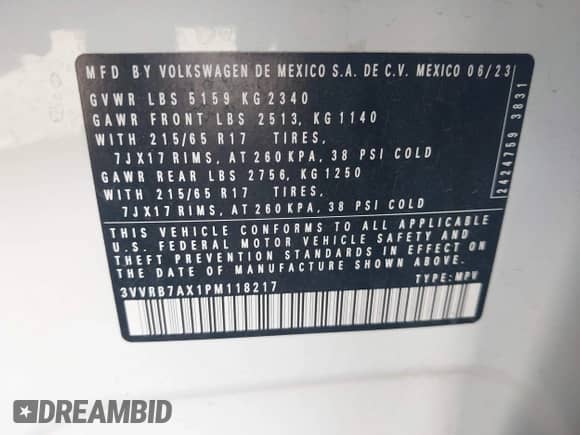 MFD BY VOLKSWAGEN DE MEXICO S.A. DE C.V. MEXICO 06/23
GVWR LBS 5159 KG 2340
GAWR FRONT LBS 2513, KG 1140
WITH 215/65 R17 TIRES,
7JX17 RIMS, AT 260 KPA, 38 PSI COLD
GAWR REAR LBS 2756, KG 1250
WITH 215/65 R17 TIRES,
7JX17 RIMS, AT 260 KPA, 38 PSI COLD
THIS VEHICLE CONFORMS TO ALL APPLICABLE
U.S. FEDERAL MOTOR VEHICLE SAFETY AND
THEFT PREVENTION STANDARDS IN EFFECT ON
THE DATE OF MANUFACTURE SHOWN ABOVE
3VVRB7AX1PM118217 TYPE: MPV
2424759 3831
DREAMBID